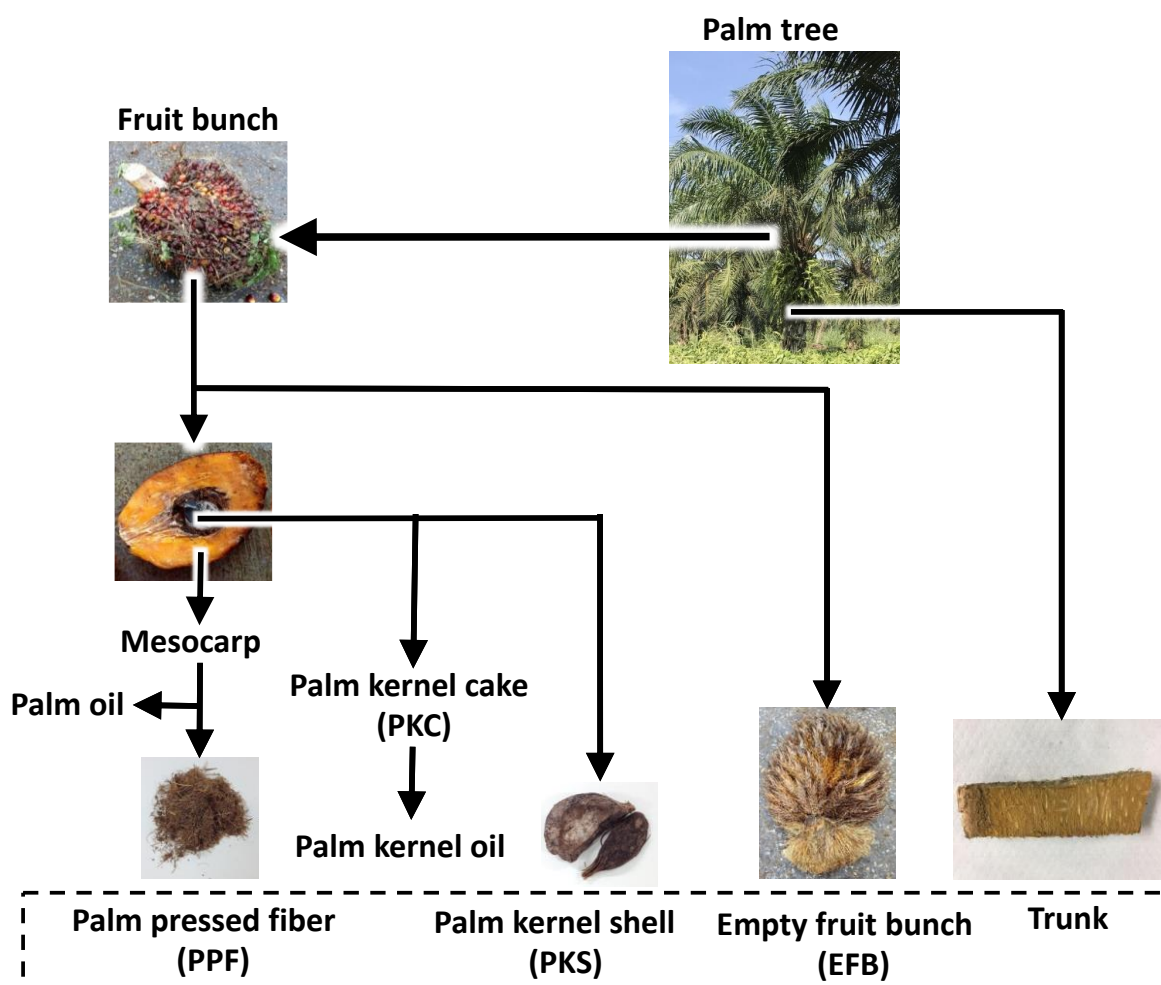 Palm tree
Fruit bunch
Mesocarp
Palm oil
Palm kernel cake
(PKC)
Palm kernel oil
Palm pressed fiber
(PPF)
Palm kernel shell
(PKS)
Empty fruit bunch
(EFB)
Trunk